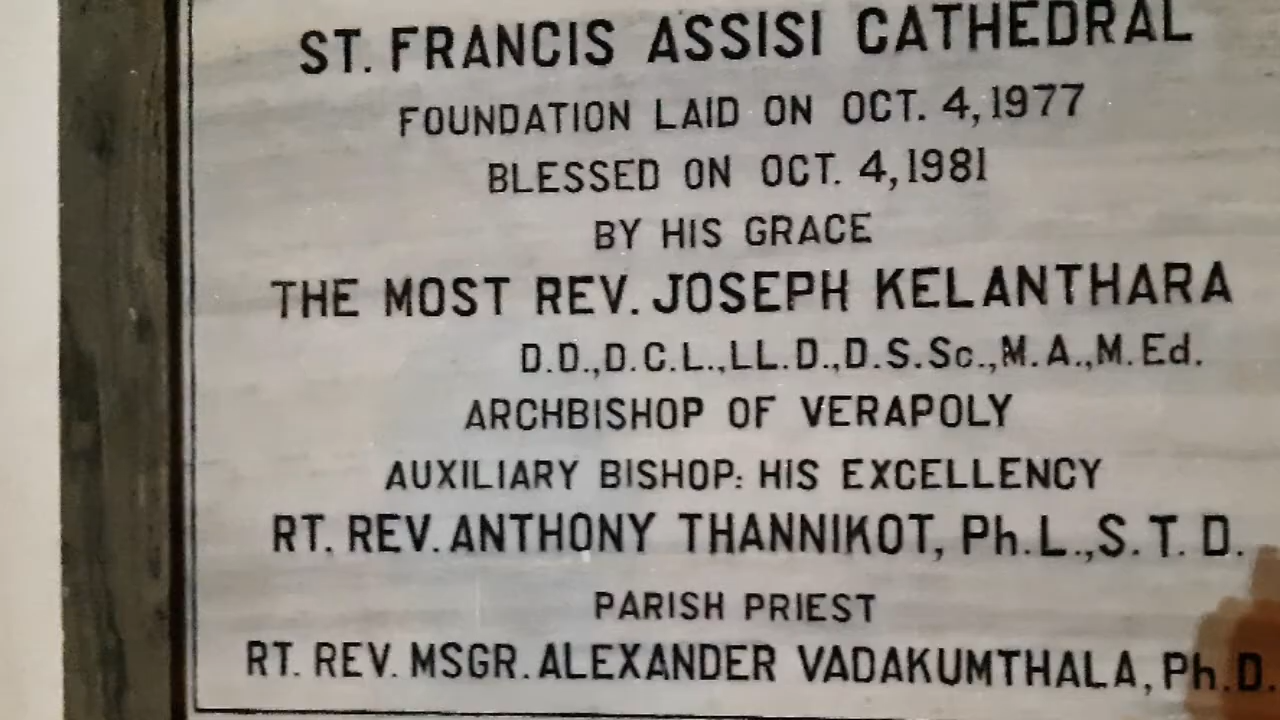 ST. FRANCIS ASSISI CATHEDRAL
FOUNDATION LAID ON OCT. 4, 1977
BLESSED ON OCT. 4, 1981
BY HIS GRACE
THE MOST REV. JOSEPH KELANTHARA
D.D., D.C.L., LL.D., D.S.Sc., M.A., M.Ed.
ARCHBISHOP OF VERAPOLY
AUXILIARY BISHOP: HIS EXCELLENCY
RT. REV. ANTHONY THANNIKOT, Ph.L., S.T.D.
PARISH PRIEST
RT. REV. MSGR. ALEXANDER VADAKUMTHALA, Ph.D.